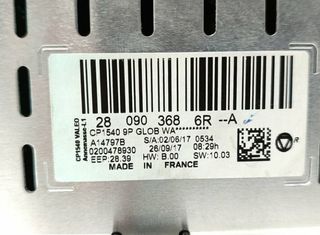 28 090 368 6R --A
CP1540 9P GLOB WA**********
A14797B S/A:02/06/17 0534
0200478930 26/09/17 08:29h
EEP:28.39 HW: B.00 SW:10.03
MADE IN FRANCE
CP1540 VALEO